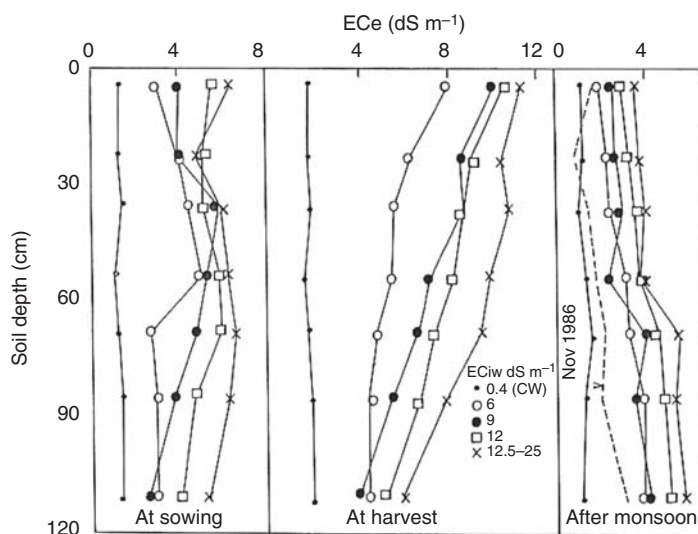 ECe (dS m⁻¹)
0 4 8 4 8 12 0 4
0
30
60
90
120
Soil depth (cm)
Nov 1986
ECiw dS m⁻¹
0.4 (CW)
6
9
12
12.5–25
At sowing At harvest After monsoon